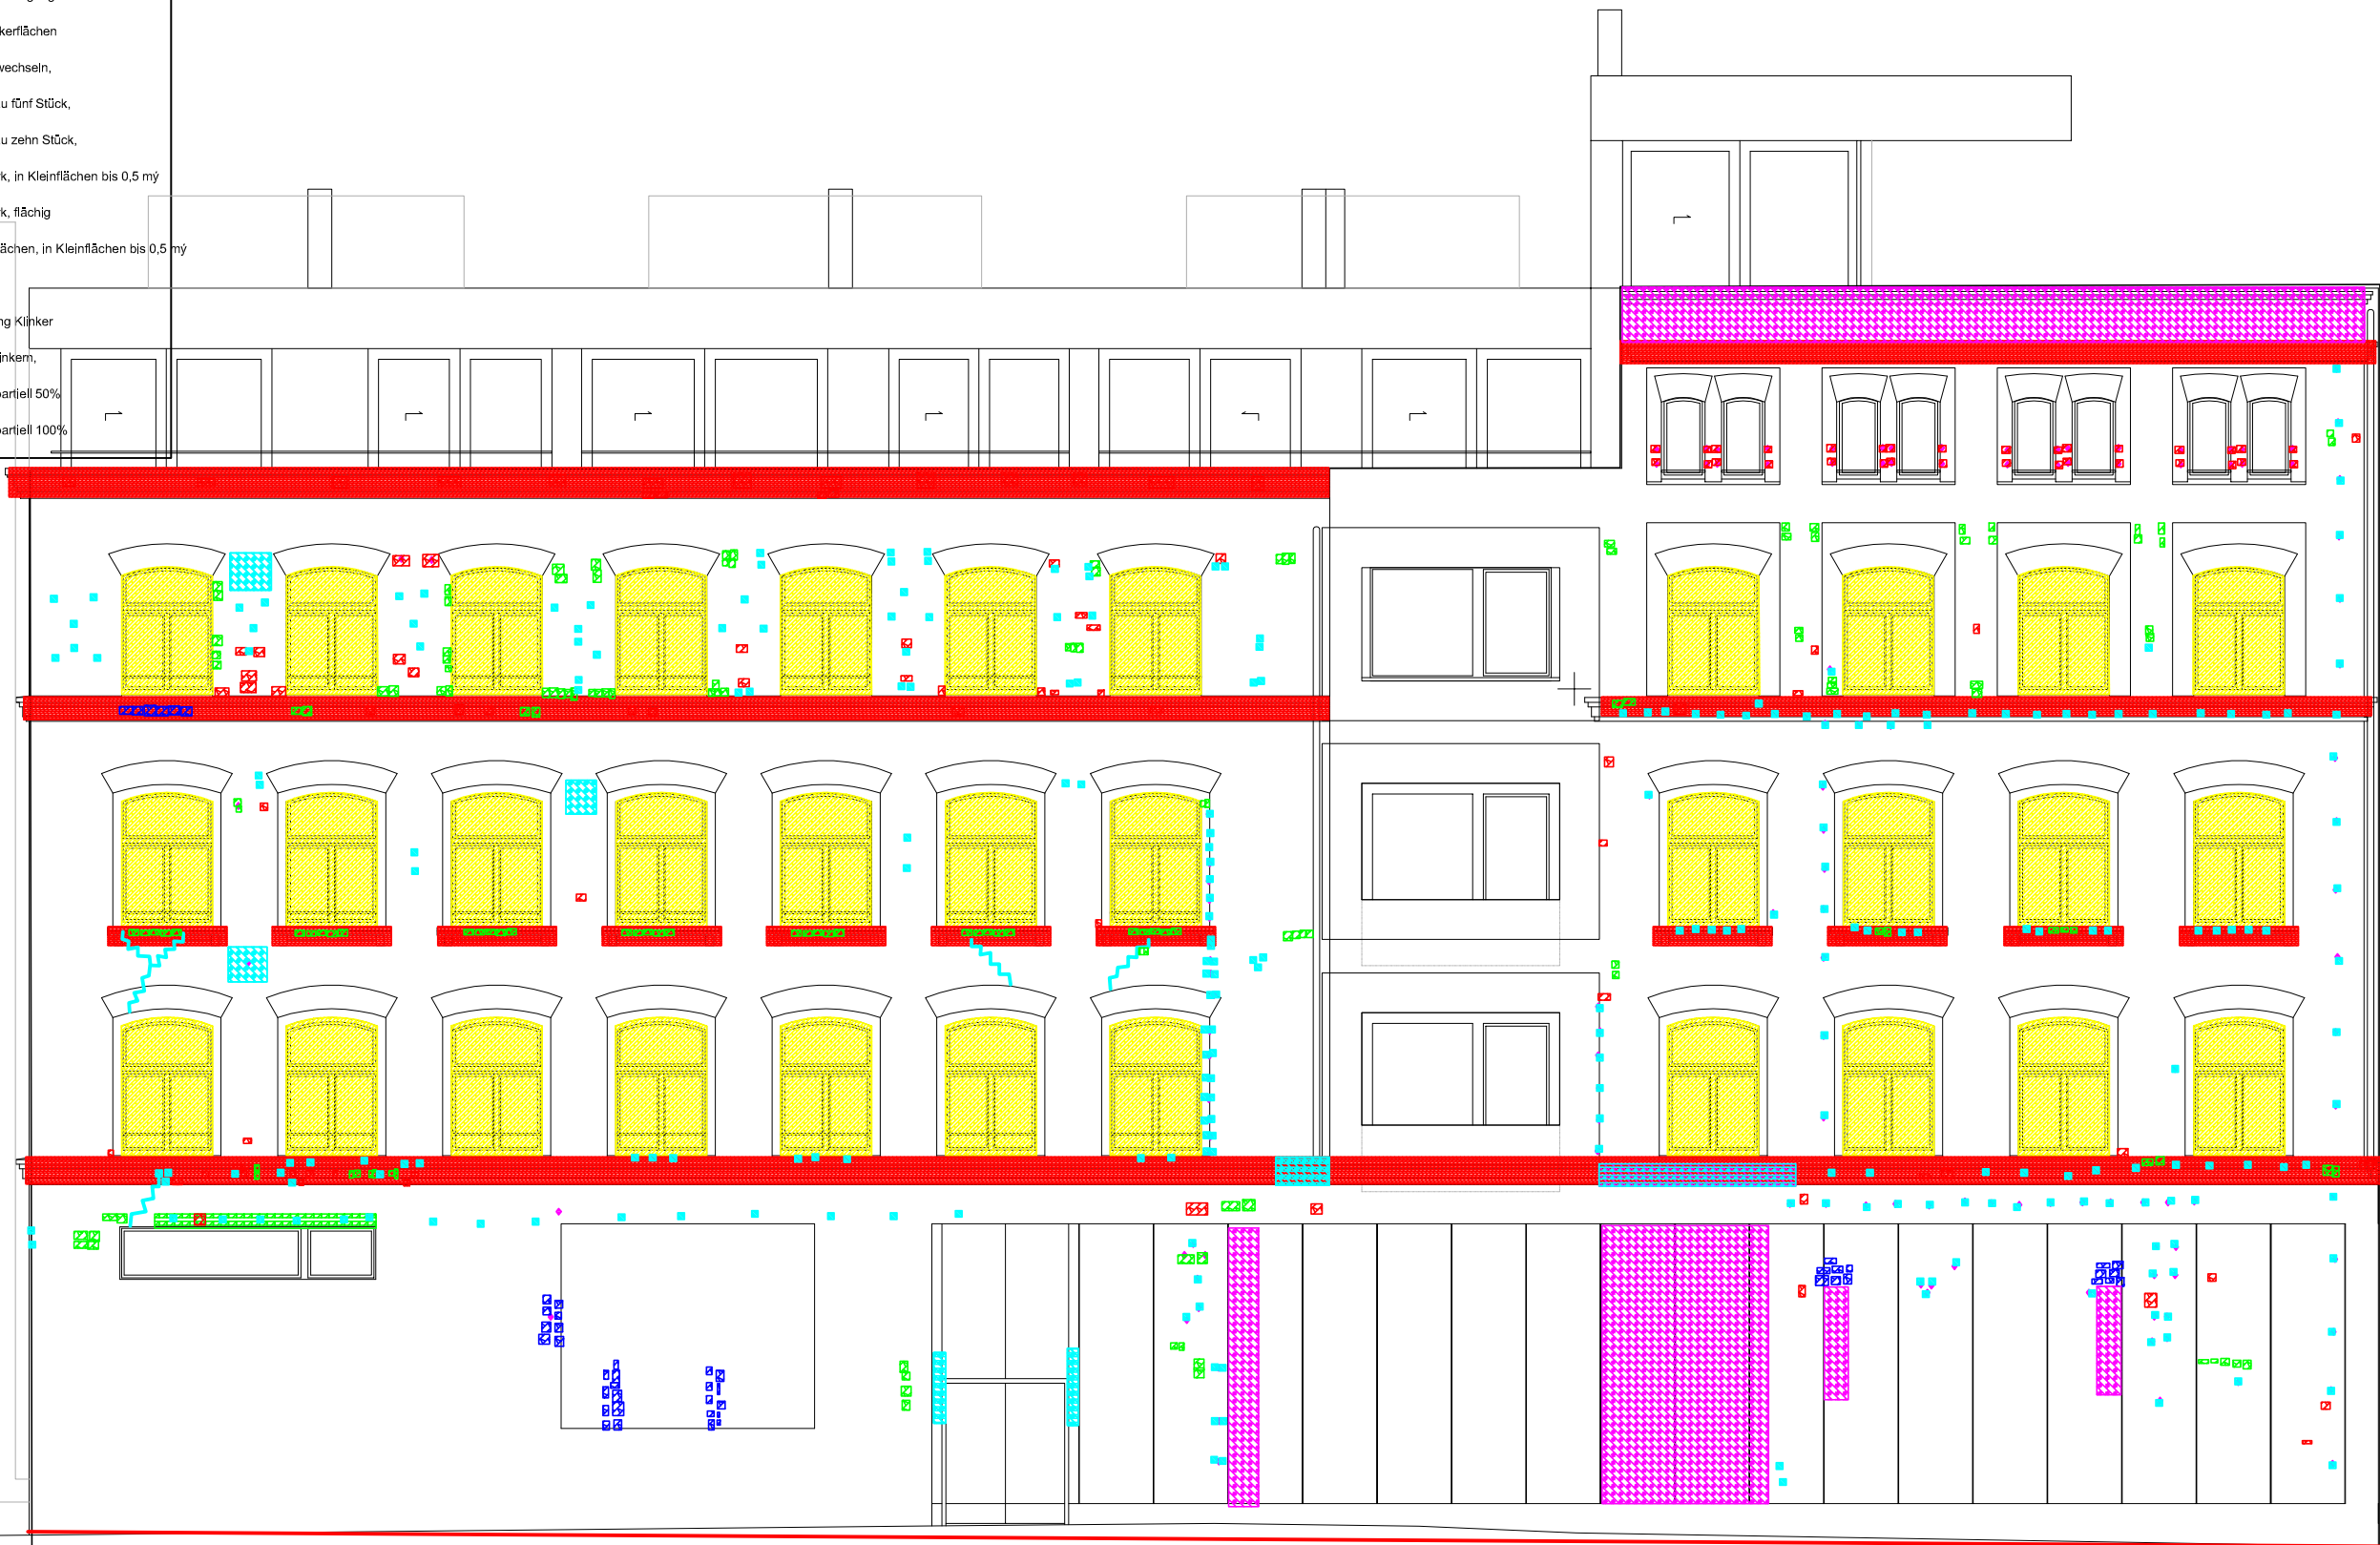 kerflächen
wechseln,
u fünf Stück,
u zehn Stück,
k, in Kleinflächen bis 0,5 mý
k, flächig
ächen, in Kleinflächen bis 0,5 mý
ng Klinker
inkern,
partiell 50%
partiell 100%